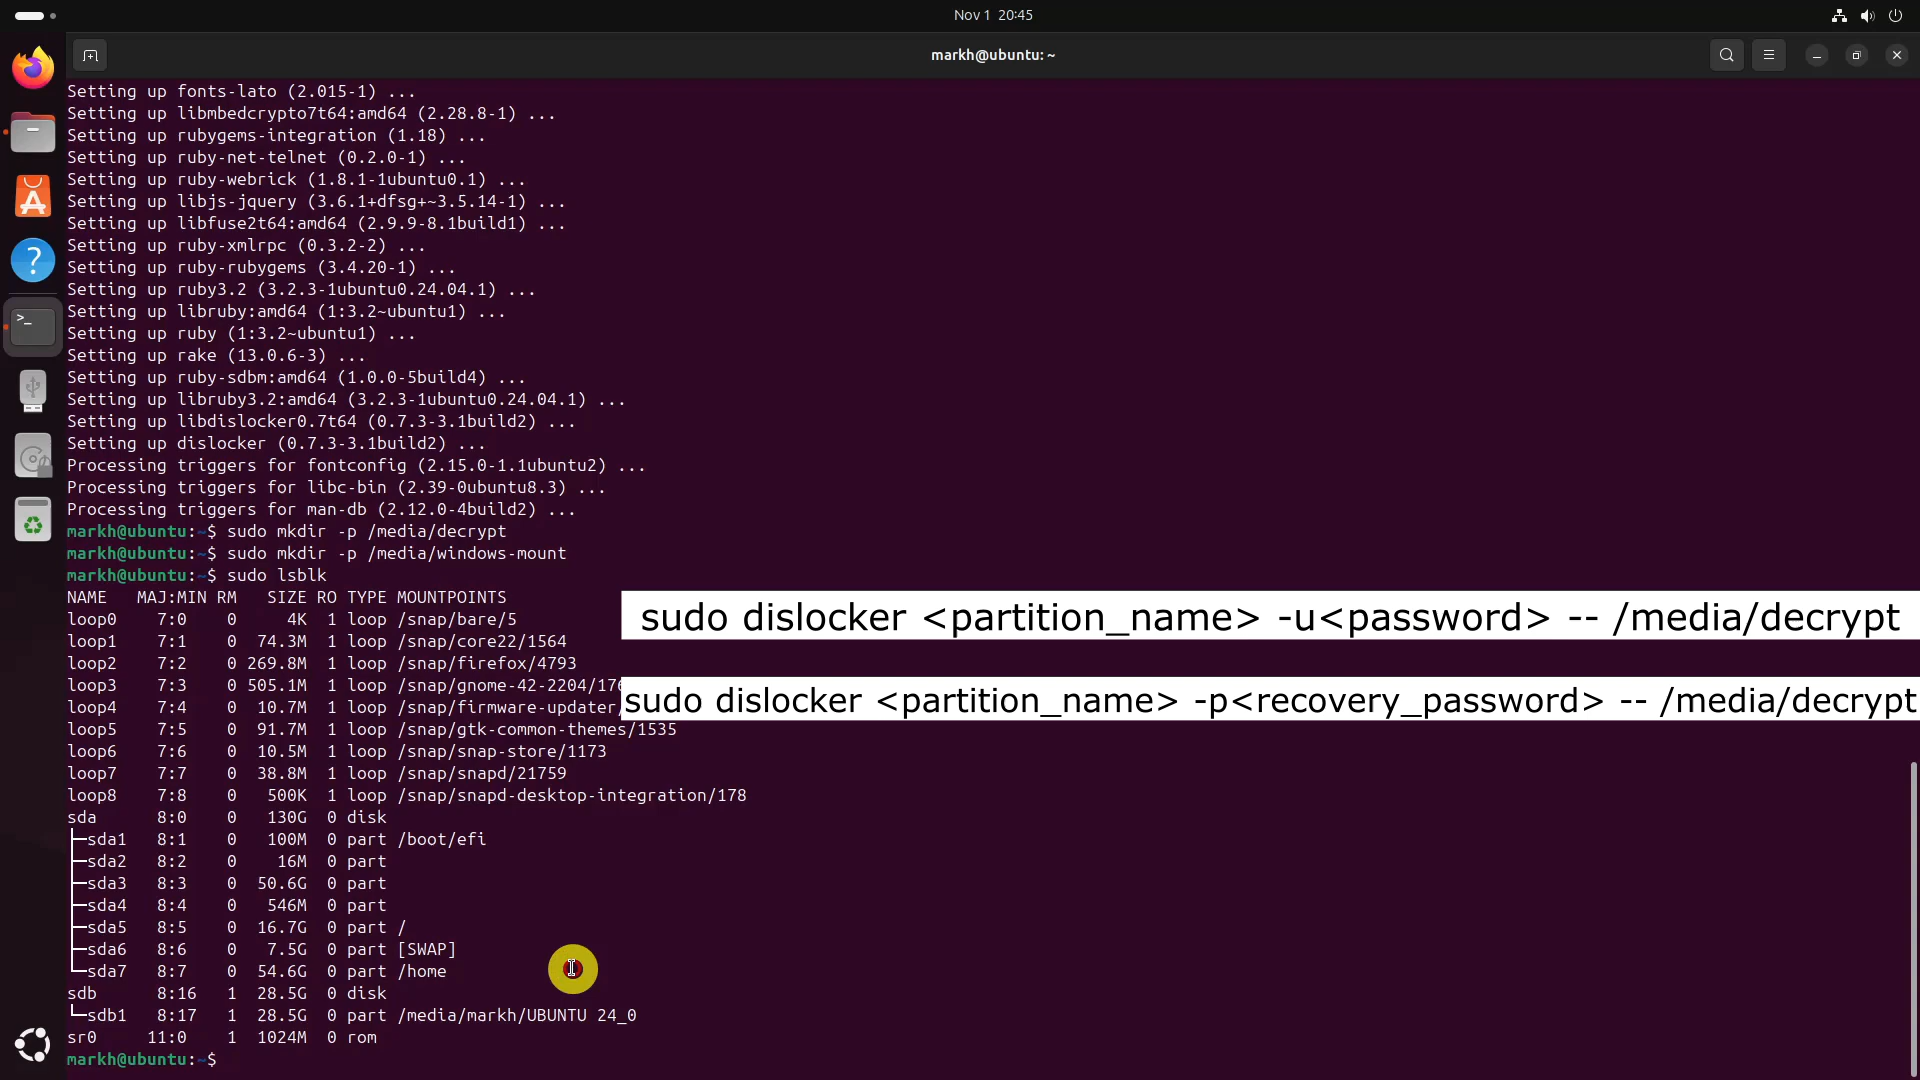 Nov 1 20:45
markh@ubuntu: ~
Setting up fonts-lato (2.015-1) ...
Setting up libmbedcrypto7t64:amd64 (2.28.8-1) ...
Setting up rubygems-integration (1.18) ...
Setting up ruby-net-telnet (0.2.0-1) ...
Setting up ruby-webrick (1.8.1-1ubuntu0.1) ...
Setting up libjs-jquery (3.6.1+dfsg+~3.5.14-1) ...
Setting up libfuse2t64:amd64 (2.9.9-8.1build1) ...
Setting up ruby-xmlrpc (0.3.2-2) ...
Setting up ruby-rubygems (3.4.20-1) ...
Setting up ruby3.2 (3.2.3-1ubuntu0.24.04.1) ...
Setting up libruby:amd64 (1:3.2~ubuntu1) ...
Setting up ruby (1:3.2~ubuntu1) ...
Setting up rake (13.0.6-3) ...
Setting up ruby-sdbm:amd64 (1.0.0-5build4) ...
Setting up libruby3.2:amd64 (3.2.3-1ubuntu0.24.04.1) ...
Setting up libdislocker0.7t64 (0.7.3-3.1build2) ...
Setting up dislocker (0.7.3-3.1build2) ...
Processing triggers for fontconfig (2.15.0-1.1ubuntu2) ...
Processing triggers for libc-bin (2.39-0ubuntu8.3) ...
Processing triggers for man-db (2.12.0-4build2) ...
markh@ubuntu:~$ sudo mkdir -p /media/decrypt
markh@ubuntu:~$ sudo mkdir -p /media/windows-mount
markh@ubuntu:~$ sudo lsblk
NAME MAJ:MIN RM SIZE RO TYPE MOUNTPOINTS
loop0 7:0 0 4K 1 loop /snap/bare/5
sudo dislocker <partition_name> -u<password> -- /media/decrypt
loop1 7:1 0 74.3M 1 loop /snap/core22/1564
loop2 7:2 0 269.8M 1 loop /snap/firefox/4793
loop3 7:3 0 505.1M 1 loop /snap/gnome-42-2204/176
loop4 7:4 0 10.7M 1 loop /snap/firmware-updater/
sudo dislocker <partition_name> -p<recovery_password> -- /media/decrypt
loop5 7:5 0 91.7M 1 loop /snap/gtk-common-themes/1535
loop6 7:6 0 10.5M 1 loop /snap/snap-store/1173
loop7 7:7 0 38.8M 1 loop /snap/snapd/21759
loop8 7:8 0 500K 1 loop /snap/snapd-desktop-integration/178
sda 8:0 0 130G 0 disk
├─sda1 8:1 0 100M 0 part /boot/efi
├─sda2 8:2 0 16M 0 part
├─sda3 8:3 0 50.6G 0 part
├─sda4 8:4 0 546M 0 part
├─sda5 8:5 0 16.7G 0 part /
├─sda6 8:6 0 7.5G 0 part [SWAP]
└─sda7 8:7 0 54.6G 0 part /home
sdb 8:16 1 28.5G 0 disk
└─sdb1 8:17 1 28.5G 0 part /media/markh/UBUNTU 24_0
sr0 11:0 1 1024M 0 rom
markh@ubuntu:~$